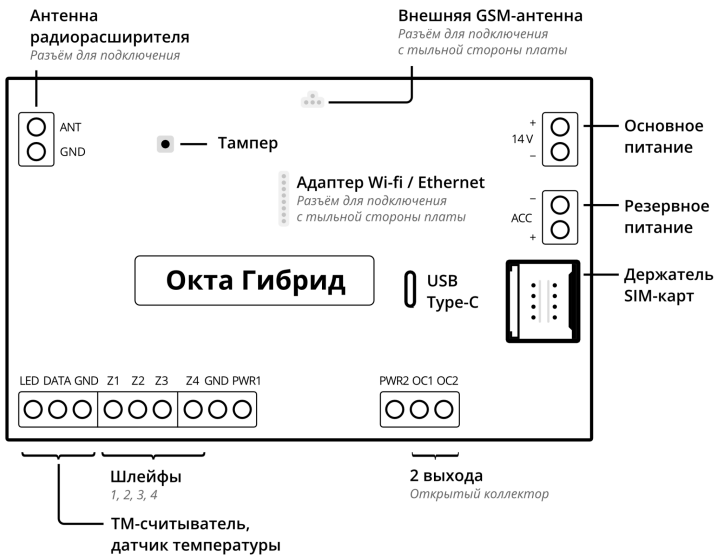 Антенна
радиорасширителя
Разъём для подключения
Внешняя GSM-антенна
Разъём для подключения
с тыльной стороны платы
ANT
GND
Тампер
+
14 V
–
Основное
питание
Адаптер Wi-fi / Ethernet
Разъём для подключения
с тыльной стороны платы
–
ACC
+
Резервное
питание
Окта Гибрид
USB
Type-C
Держатель
SIM-карт
LED DATA GND Z1 Z2 Z3 Z4 GND PWR1
PWR2 OC1 OC2
Шлейфы
1, 2, 3, 4
2 выхода
Открытый коллектор
ТМ-считыватель,
датчик температуры